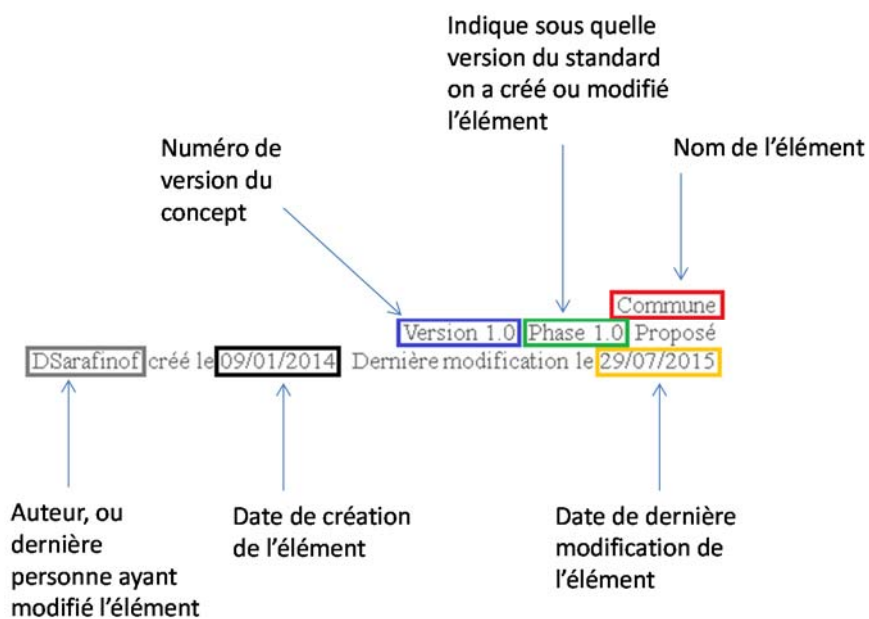 Indique sous quelle
version du standard
on a créé ou modifié
l'élément
Numéro de
version du
concept
Nom de l'élément
Commune
Version 1.0 Phase 1.0 Proposé
DSarafinof créé le 09/01/2014 Dernière modification le 29/07/2015
Auteur, ou
dernière
personne ayant
modifié l'élément
Date de création
de l'élément
Date de dernière
modification de
l'élément